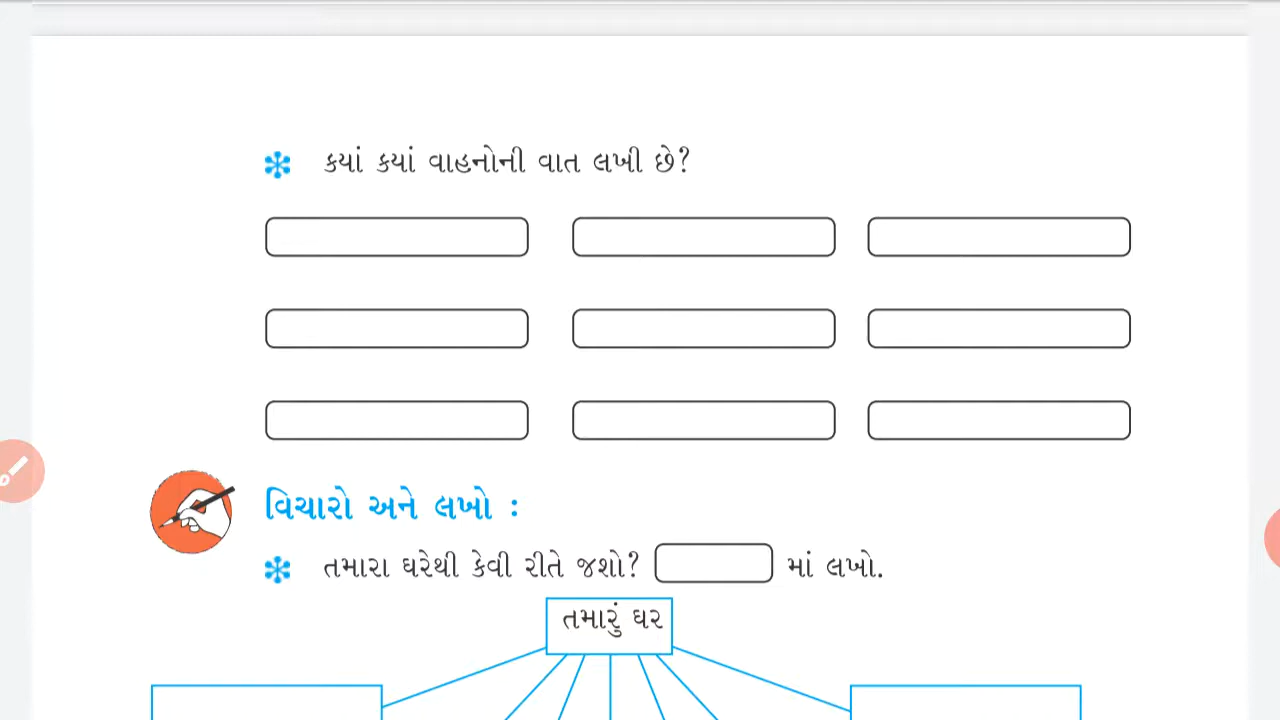 કયાં કયાં વાહનોની વાત લખી છે?
વિચારો અને લખો :
તમારા ઘરેથી કેવી રીતે જશો? માં લખો.
તમારું ઘર